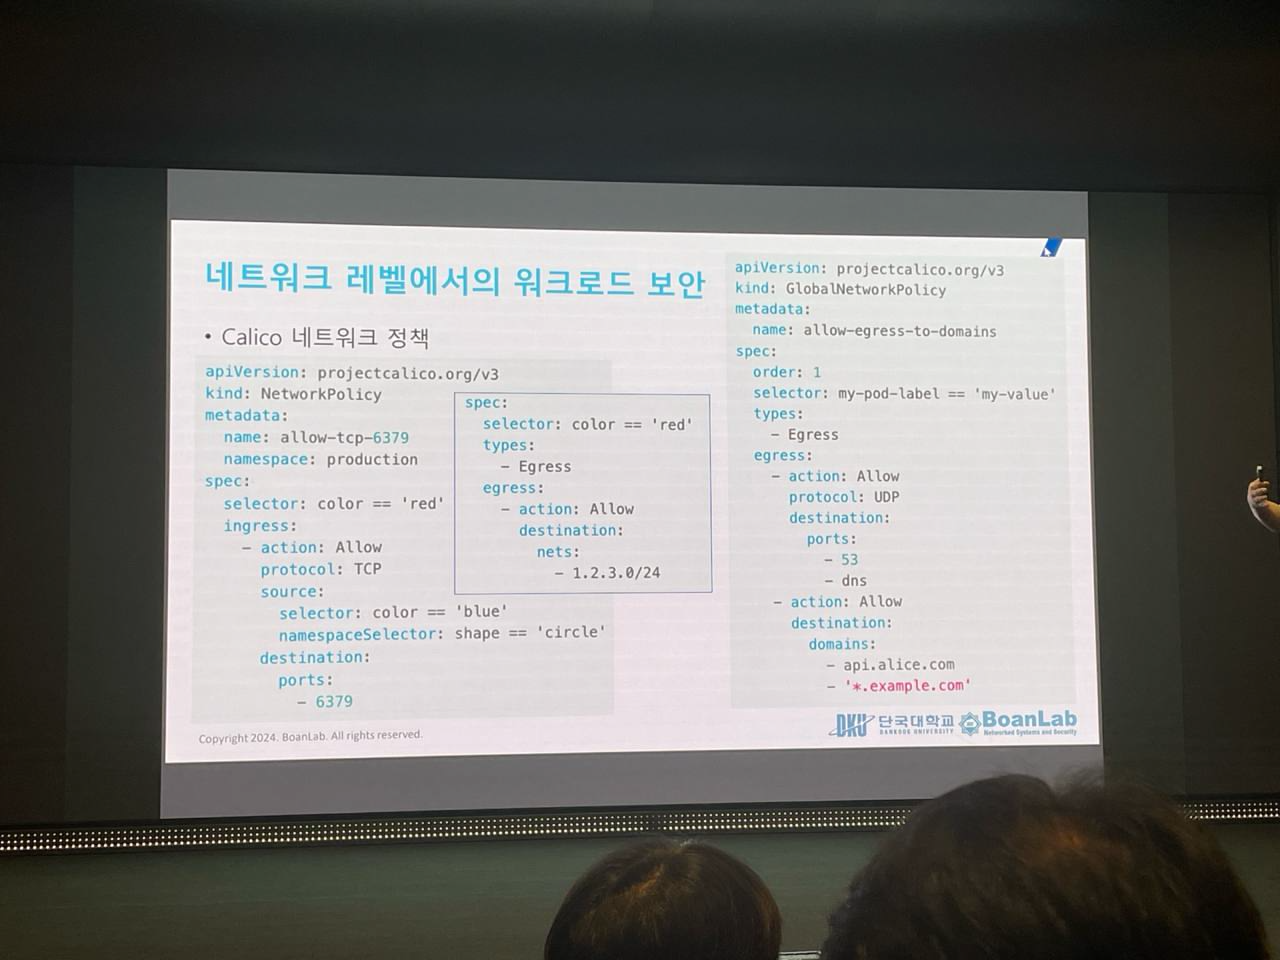 네트워크 레벨에서의 워크로드 보안
• Calico 네트워크 정책
apiVersion: projectcalico.org/v3
kind: NetworkPolicy
metadata:
  name: allow-tcp-6379
  namespace: production
spec:
  selector: color == 'red'
  ingress:
    - action: Allow
      protocol: TCP
      source:
        selector: color == 'blue'
        namespaceSelector: shape == 'circle'
      destination:
        ports:
          - 6379
spec:
  selector: color == 'red'
  types:
    - Egress
  egress:
    - action: Allow
      destination:
        nets:
          - 1.2.3.0/24
apiVersion: projectcalico.org/v3
kind: GlobalNetworkPolicy
metadata:
  name: allow-egress-to-domains
spec:
  order: 1
  selector: my-pod-label == 'my-value'
  types:
    - Egress
  egress:
    - action: Allow
      protocol: UDP
      destination:
        ports:
          - 53
          - dns
    - action: Allow
      destination:
        domains:
          - api.alice.com
          - '*.example.com'
Copyright 2024. BoanLab. All rights reserved.
DKU 단국대학교
DANKOOK UNIVERSITY
BoanLab
Networked Systems and Security